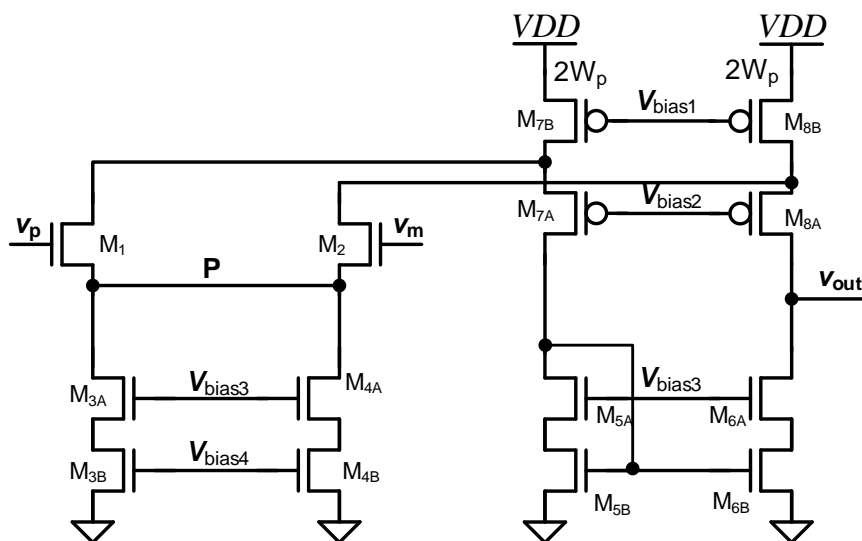 VDD VDD
2Wp 2Wp
Vbias1
M7B M8B
Vbias2
M7A M8A
vp M1 M2 vm
P
vout
Vbias3 M4A Vbias3
M3A M5A M6A
Vbias4
M3B M4B M5B M6B